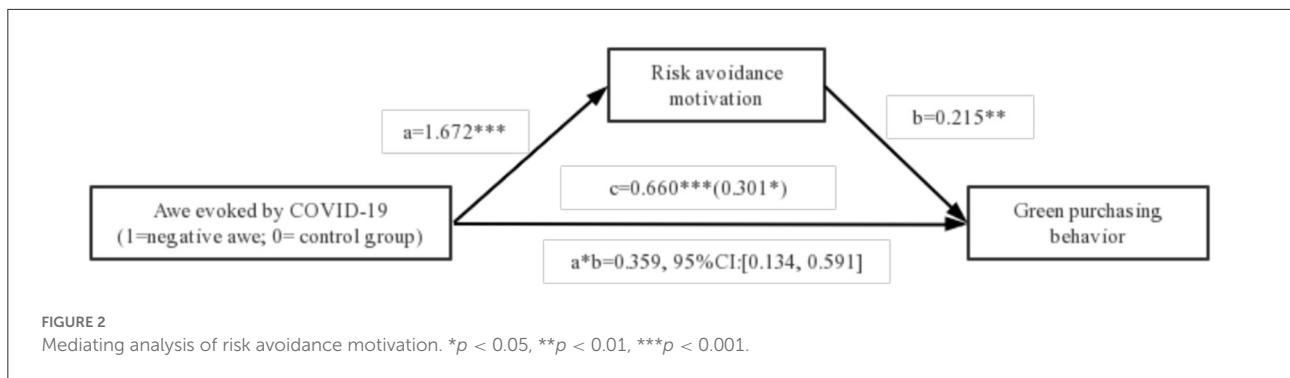 Risk avoidance
motivation
a=1.672***
b=0.215**
c=0.660***(0.301*)
Awe evoked by COVID-19
(1=negative awe; 0= control group)
Green purchasing
behavior
a*b=0.359, 95%CI:[0.134, 0.591]
FIGURE 2
Mediating analysis of risk avoidance motivation. *p < 0.05, **p < 0.01, ***p < 0.001.